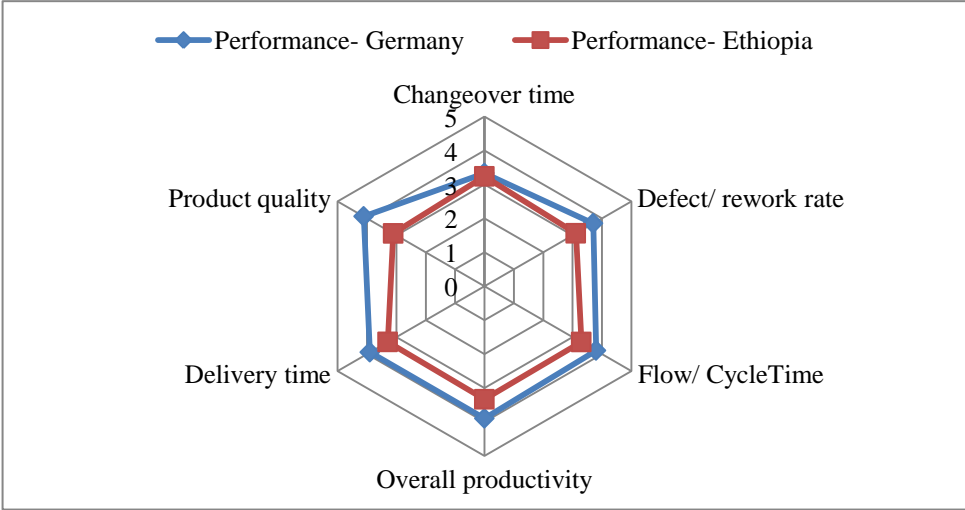 Performance- Germany Performance- Ethiopia
Changeover time
5
4
3
2
1
0
Product quality
Defect/ rework rate
Delivery time
Flow/ CycleTime
Overall productivity